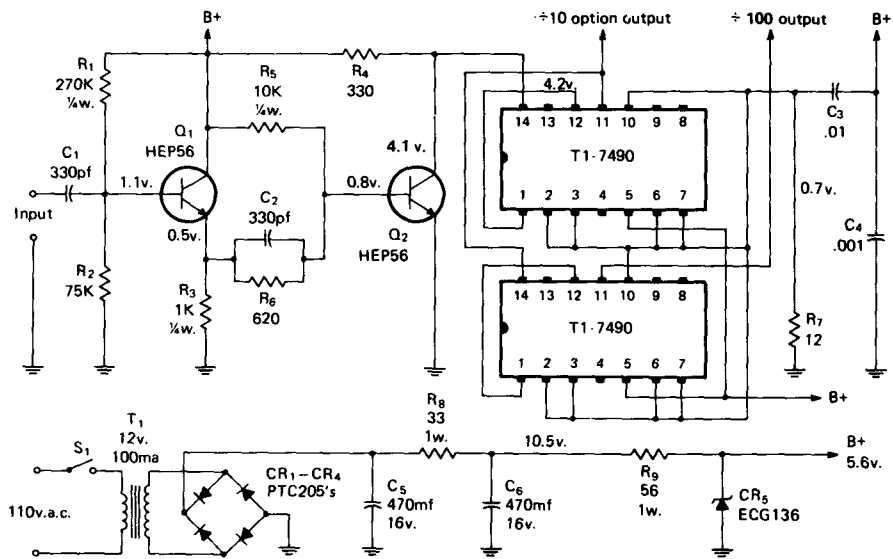 ÷10 option output
÷ 100 output
B+
B+
R1
270K
¼w.
R5
10K
¼w.
R4
330
4.2v.
14 13 12 11 10 9 8
T1-7490
1 2 3 4 5 6 7
C3
.01
Q1
HEP56
C1
330pf
1.1v.
4.1v.
0.8v.
0.7v.
C2
330pf
Input
0.5v.
Q2
HEP56
C4
.001
R2
75K
R3
1K
¼w.
R6
620
14 13 12 11 10 9 8
T1-7490
1 2 3 4 5 6 7
R7
12
B+
T1
12v.
100ma
S1
R8
33
1w.
10.5v.
B+
5.6v.
CR1–CR4
PTC205's
110v.a.c.
C5
470mf
16v.
C6
470mf
16v.
R9
56
1w.
CR5
ECG136